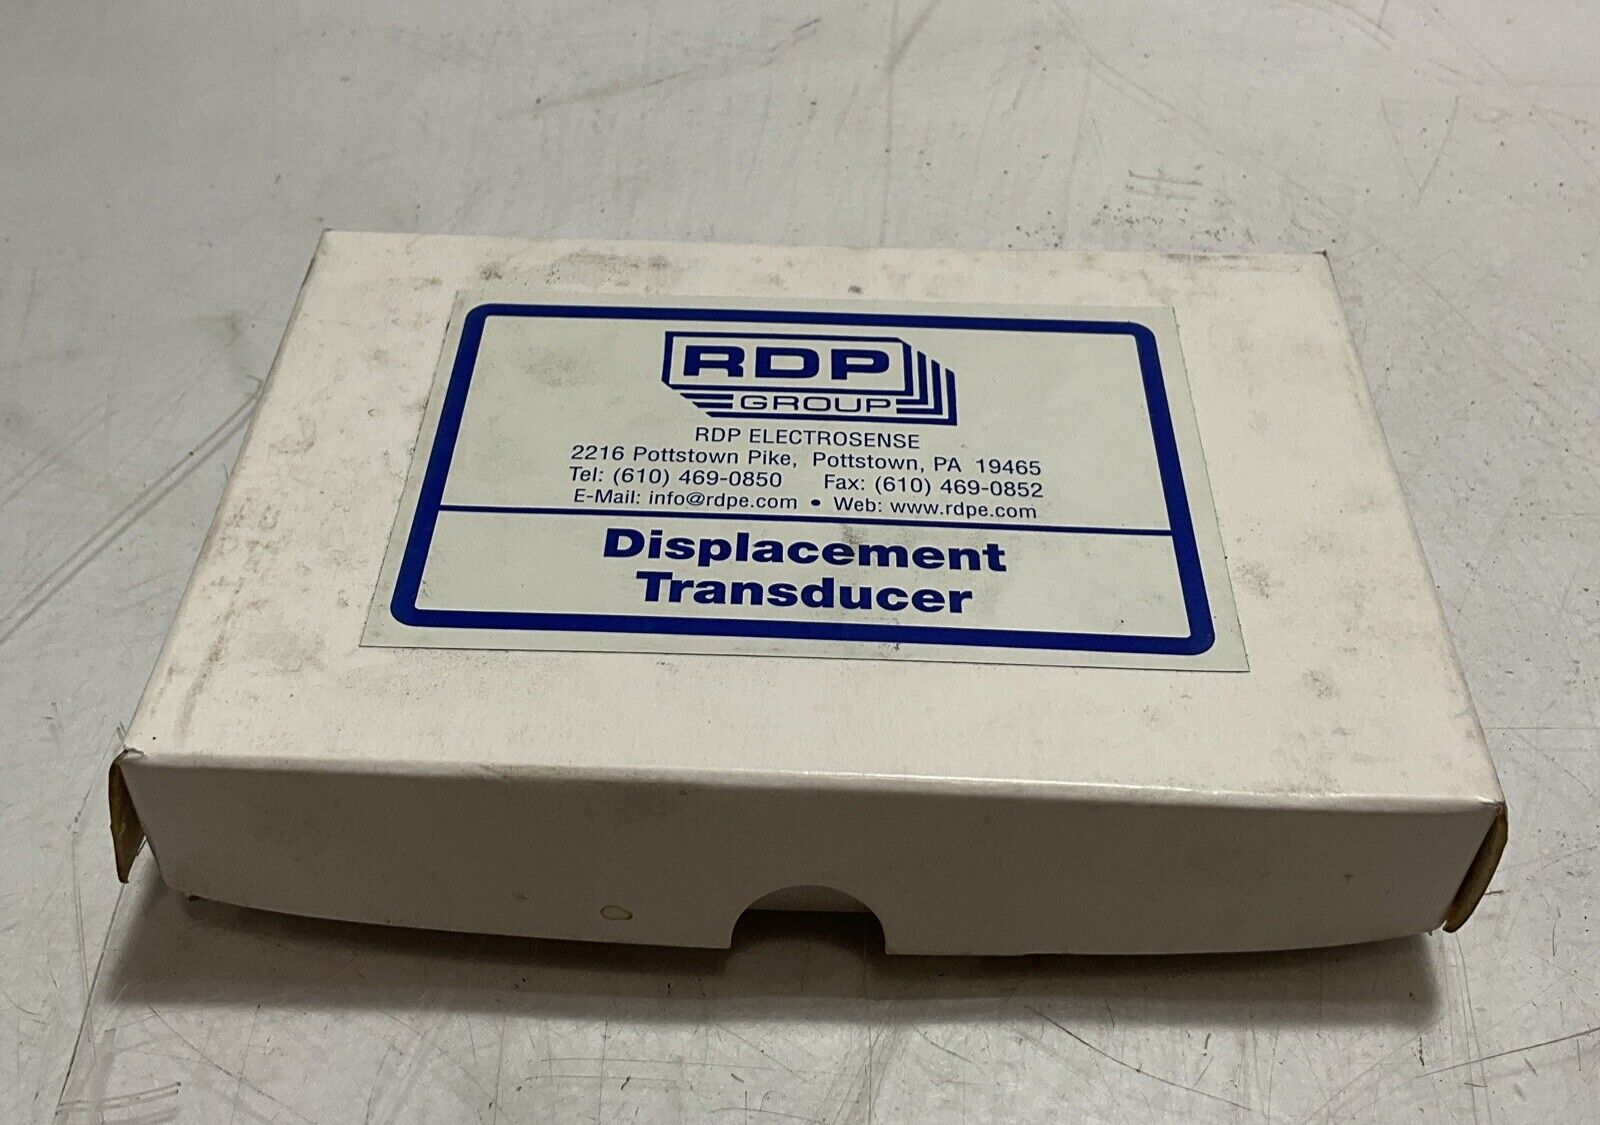 RDP
GROUP
RDP ELECTROSENSE
2216 Pottstown Pike, Pottstown, PA 19465
Tel: (610) 469-0850 Fax: (610) 469-0852
E-Mail: info@rdpe.com • Web: www.rdpe.com
Displacement
Transducer